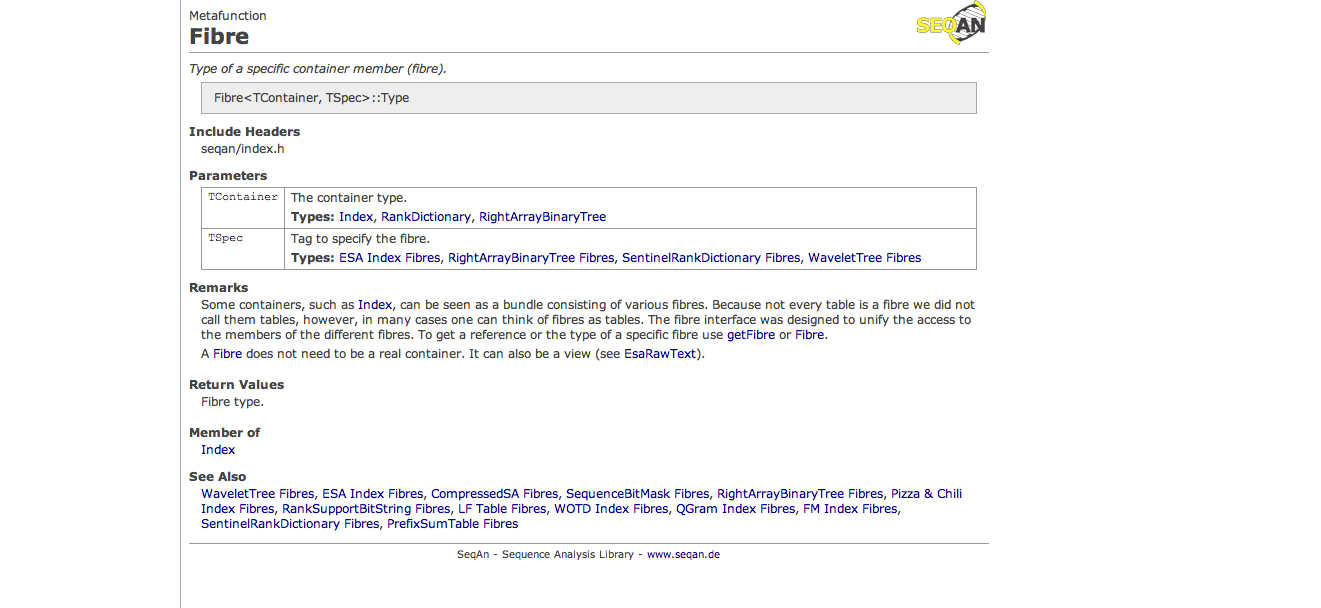 Metafunction
SEQAN
Fibre
Type of a specific container member (fibre).
Fibre<TContainer, TSpec>::Type
Include Headers
seqan/index.h
Parameters
TContainer The container type.
Types: Index, RankDictionary, RightArrayBinaryTree
TSpec Tag to specify the fibre.
Types: ESA Index Fibres, RightArrayBinaryTree Fibres, SentinelRankDictionary Fibres, WaveletTree Fibres
Remarks
Some containers, such as Index, can be seen as a bundle consisting of various fibres. Because not every table is a fibre we did not
call them tables, however, in many cases one can think of fibres as tables. The fibre interface was designed to unify the access to
the members of the different fibres. To get a reference or the type of a specific fibre use getFibre or Fibre.
A Fibre does not need to be a real container. It can also be a view (see EsaRawText).
Return Values
Fibre type.
Member of
Index
See Also
WaveletTree Fibres, ESA Index Fibres, CompressedSA Fibres, SequenceBitMask Fibres, RightArrayBinaryTree Fibres, Pizza & Chili
Index Fibres, RankSupportBitString Fibres, LF Table Fibres, WOTD Index Fibres, QGram Index Fibres, FM Index Fibres,
SentinelRankDictionary Fibres, PrefixSumTable Fibres
SeqAn - Sequence Analysis Library - www.seqan.de